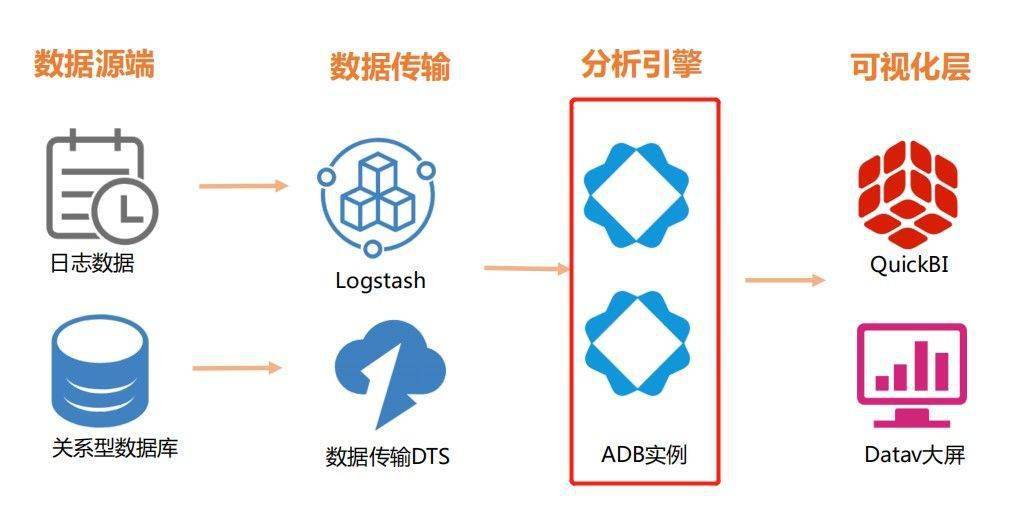 数据源端
数据传输
分析引擎
可视化层
日志数据
Logstash
QuickBI
关系型数据库
数据传输DTS
ADB实例
Datav大屏